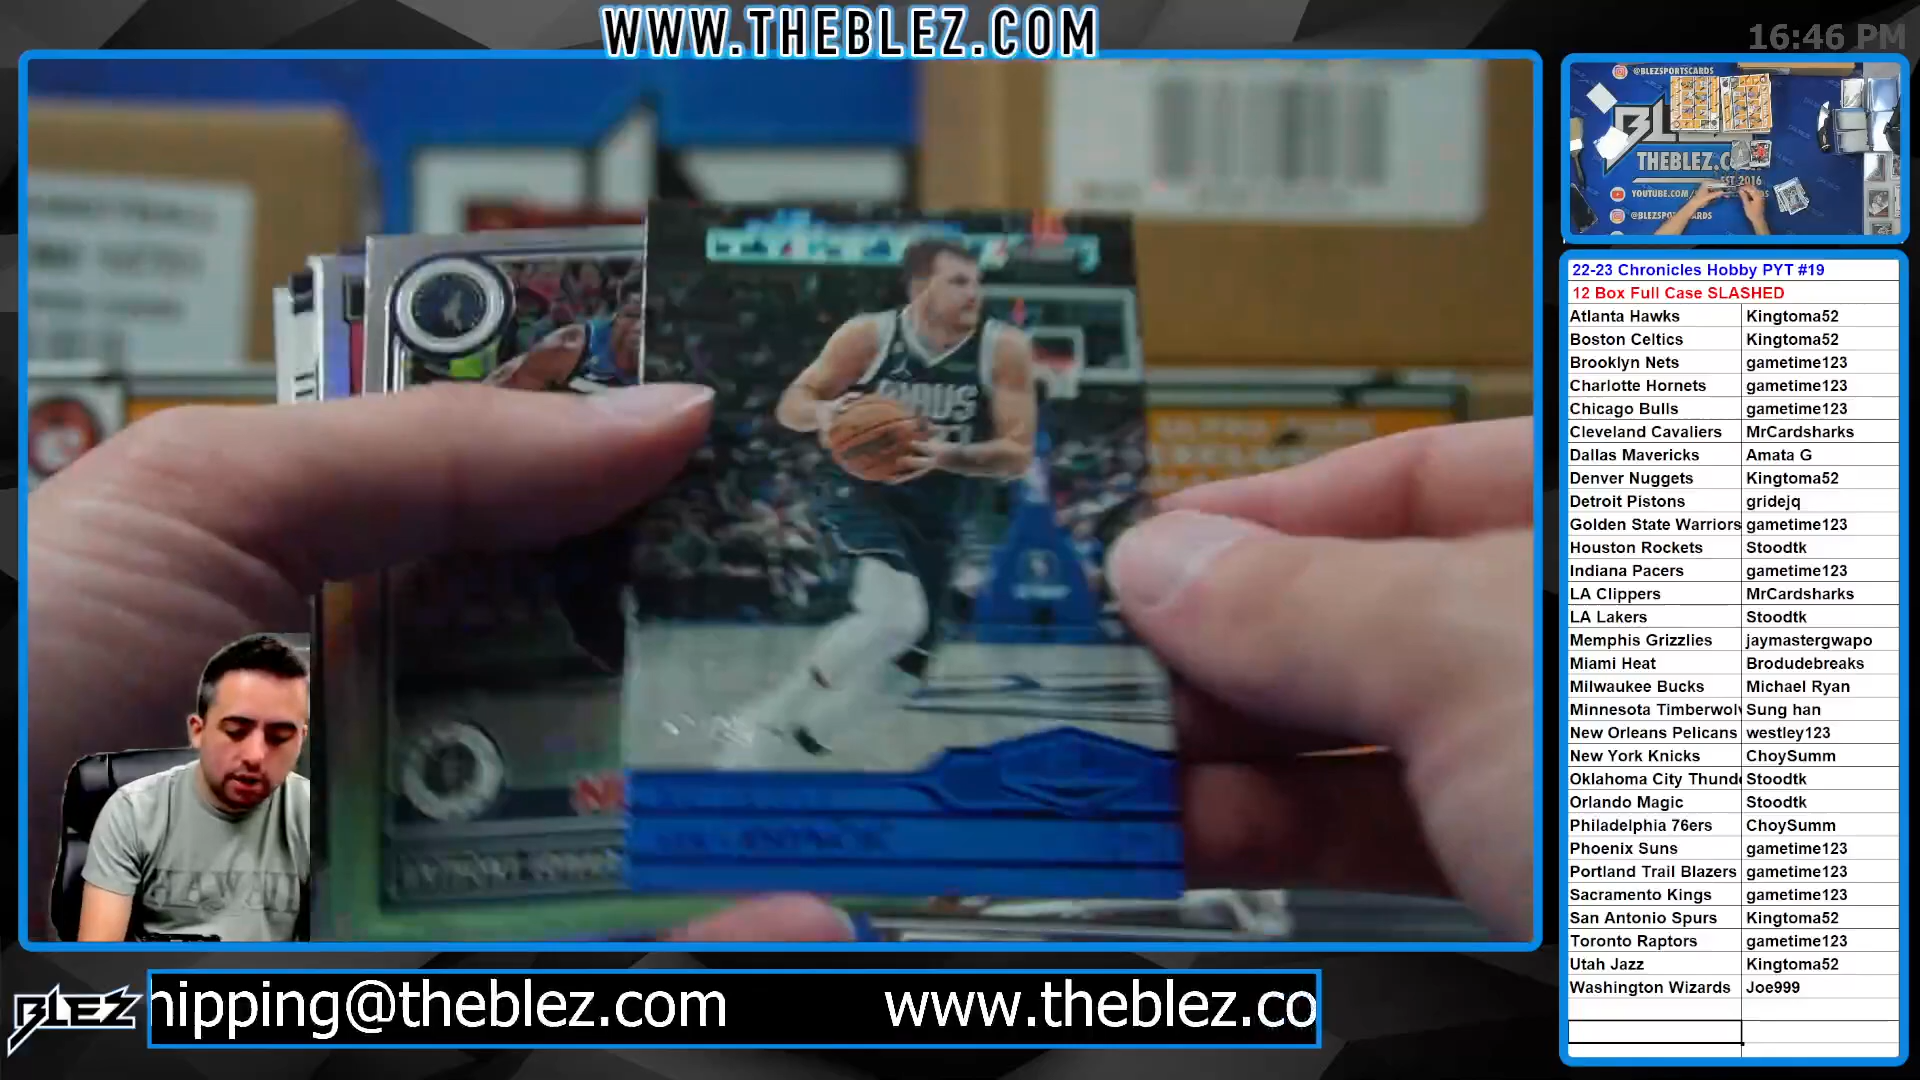 WWW.THEBLEZ.COM
16:46 PM
@BLEZSPORTSCARDS
THEBLEZ.C
EST 2016
YOUTUBE.COM/
@BLEZSP RDS
22-23 Chronicles Hobby PYT #19
12 Box Full Case SLASHED
Atlanta Hawks Kingtoma52
Boston Celtics Kingtoma52
Brooklyn Nets gametime123
Charlotte Hornets gametime123
Chicago Bulls gametime123
Cleveland Cavaliers MrCardsharks
Dallas Mavericks Amata G
Denver Nuggets Kingtoma52
Detroit Pistons gridejq
Golden State Warriors gametime123
Houston Rockets Stoodtk
Indiana Pacers gametime123
LA Clippers MrCardsharks
LA Lakers Stoodtk
Memphis Grizzlies jaymastergwapo
Miami Heat Brodudebreaks
Milwaukee Bucks Michael Ryan
Minnesota Timberwolv Sung han
New Orleans Pelicans westley123
New York Knicks ChoySumm
Oklahoma City Thund Stoodtk
Orlando Magic Stoodtk
Philadelphia 76ers ChoySumm
Phoenix Suns gametime123
Portland Trail Blazers gametime123
Sacramento Kings gametime123
San Antonio Spurs Kingtoma52
Toronto Raptors gametime123
Utah Jazz Kingtoma52
Washington Wizards Joe999
BLEZ
hipping@theblez.com www.theblez.co